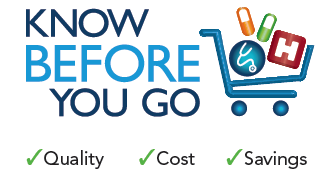 KNOW
BEFORE
YOU GO
H
✓Quality ✓Cost ✓Savings